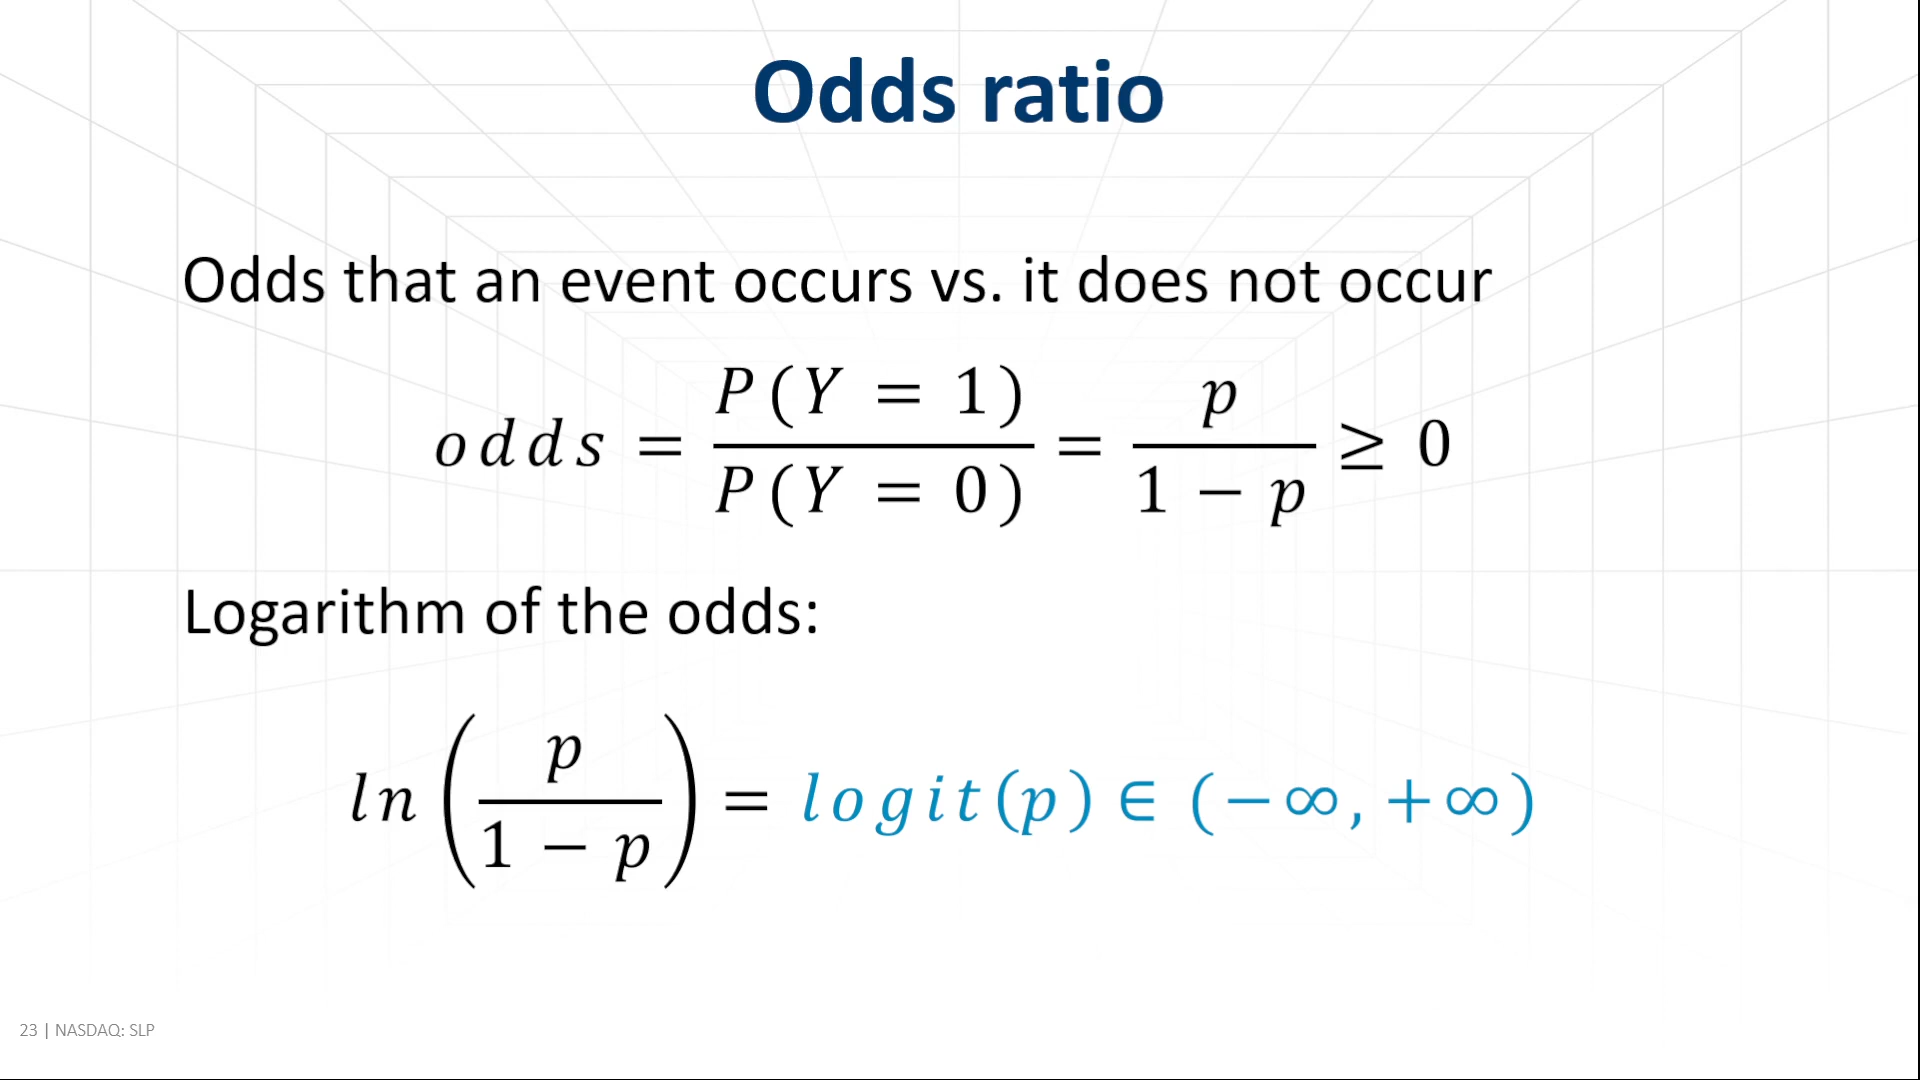 Odds ratio
Odds that an event occurs vs. it does not occur
odds = P(Y = 1) / P(Y = 0) = p / 1 − p ≥ 0
Logarithm of the odds:
ln(p / 1 − p) = logit(p) ∈ (−∞, +∞)
23 | NASDAQ: SLP